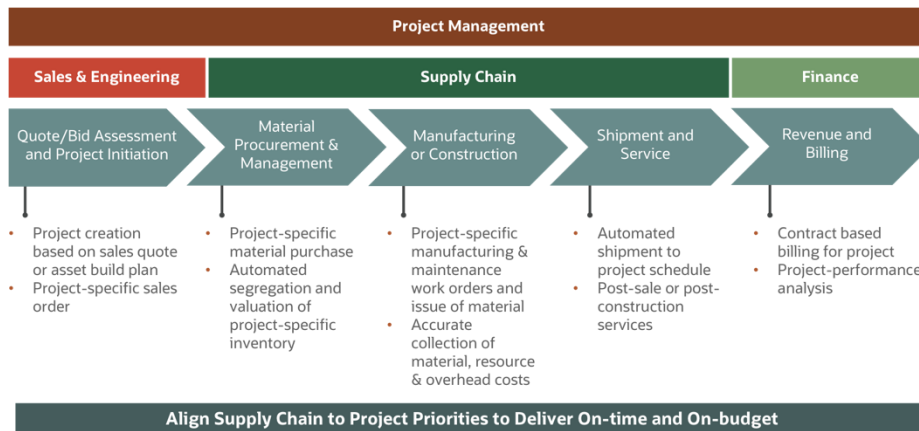 Project Management
Sales & Engineering
Supply Chain
Finance
Quote/Bid Assessment
and Project Initiation
Material
Procurement &
Management
Manufacturing
or Construction
Shipment and
Service
Revenue and
Billing
• Project creation
based on sales quote
or asset build plan
• Project-specific sales
order
• Project-specific
material purchase
• Automated
segregation and
valuation of
project-specific
inventory
• Project-specific
manufacturing &
maintenance
work orders and
issue of material
• Accurate
collection of
material, resource
& overhead costs
• Automated
shipment to
project schedule
• Post-sale or post-
construction
services
• Contract based
billing for project
• Project-performance
analysis
Align Supply Chain to Project Priorities to Deliver On-time and On-budget